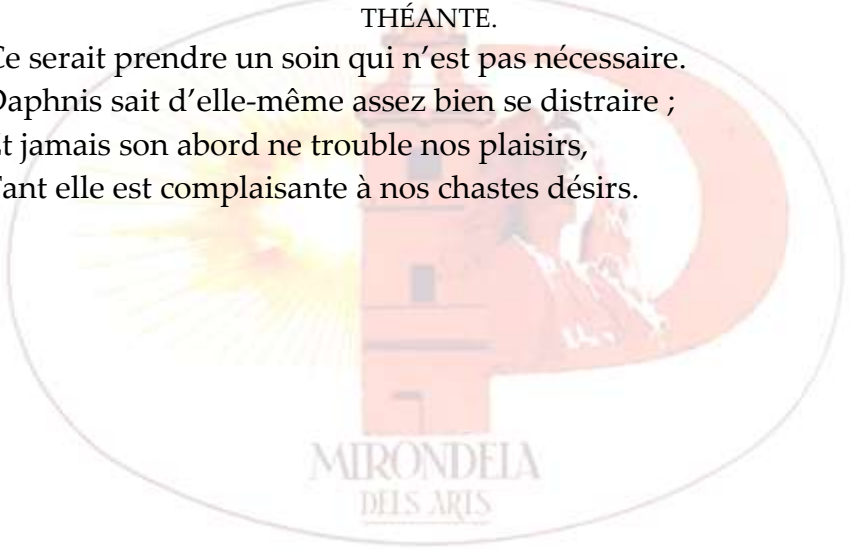 THÉANTE.
Ce serait prendre un soin qui n’est pas nécessaire.
Daphnis sait d’elle-même assez bien se distraire ;
Et jamais son abord ne trouble nos plaisirs,
Tant elle est complaisante à nos chastes désirs.
MIRONDELA
DELS ARTS